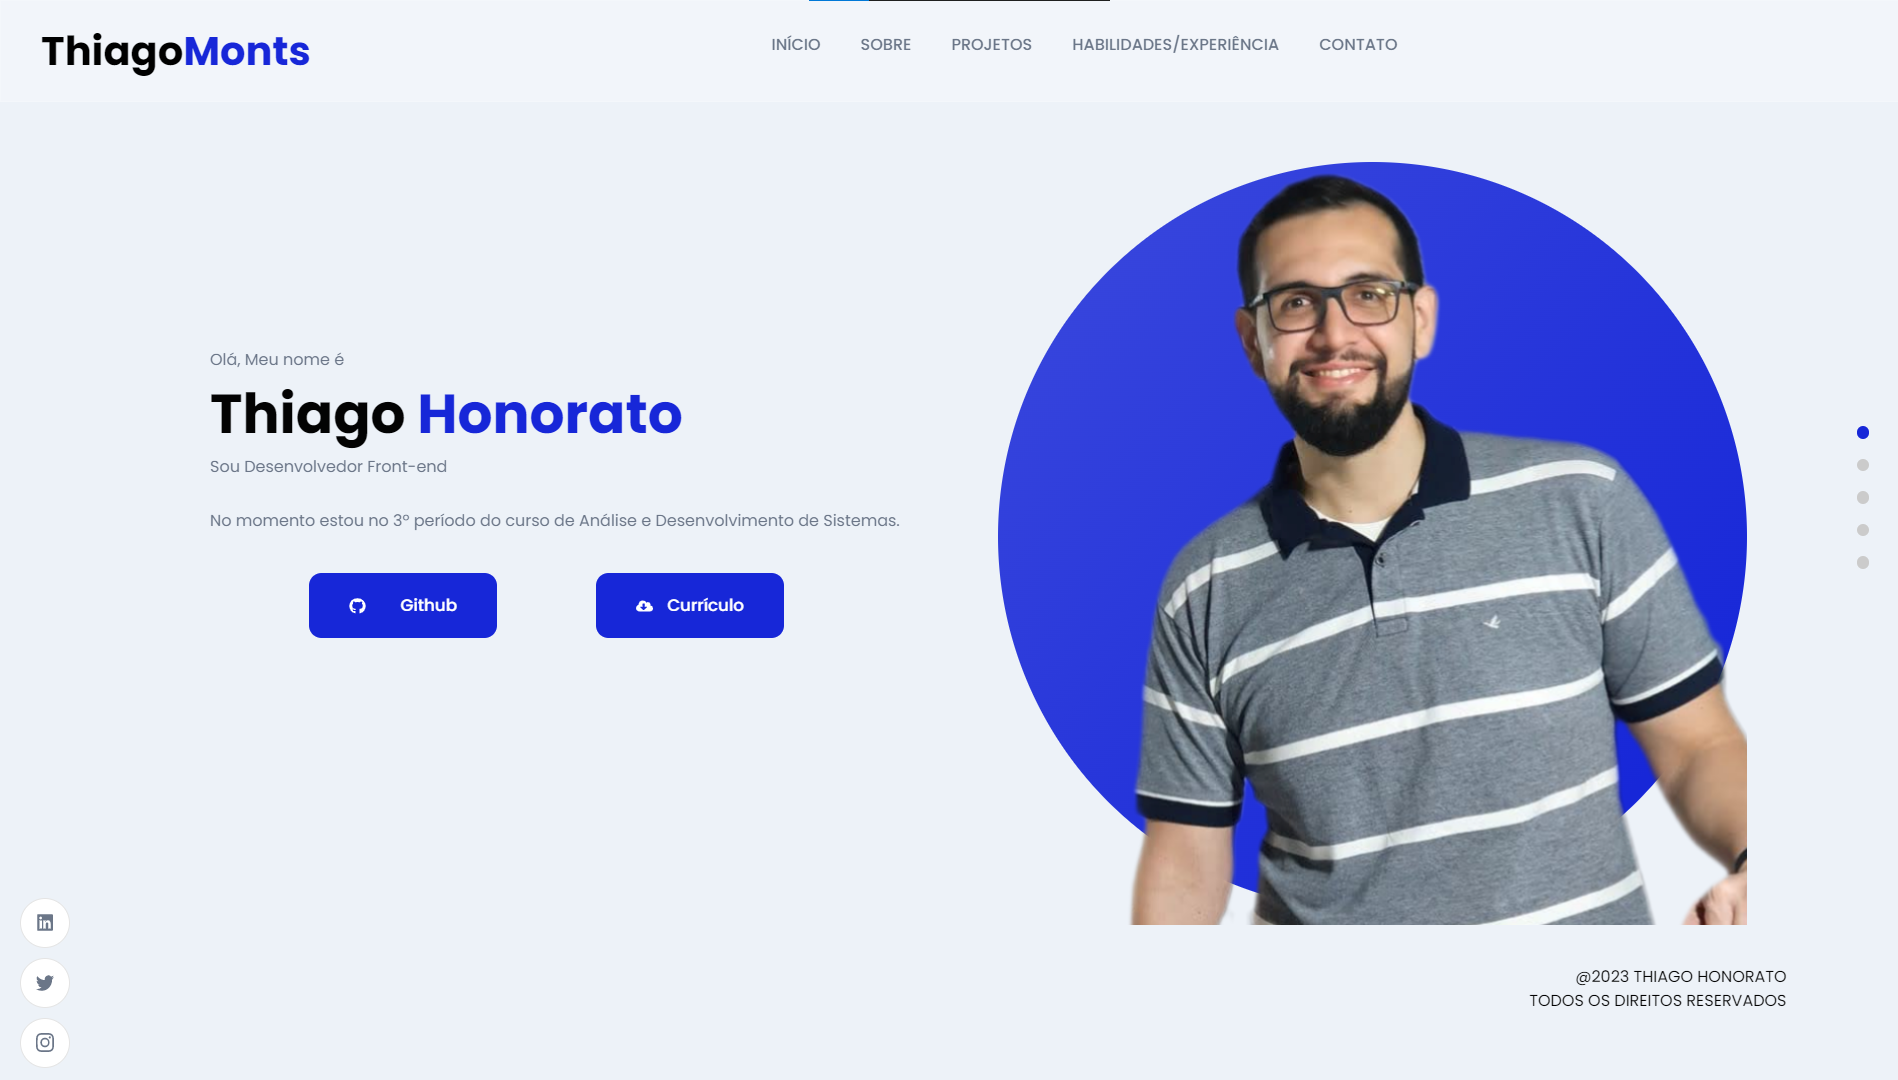 ThiagoMonts
INÍCIO SOBRE PROJETOS HABILIDADES/EXPERIÊNCIA CONTATO
Olá, Meu nome é
Thiago Honorato
Sou Desenvolvedor Front-end
No momento estou no 3º período do curso de Análise e Desenvolvimento de Sistemas.
Github Currículo
@2023 THIAGO HONORATO
TODOS OS DIREITOS RESERVADOS